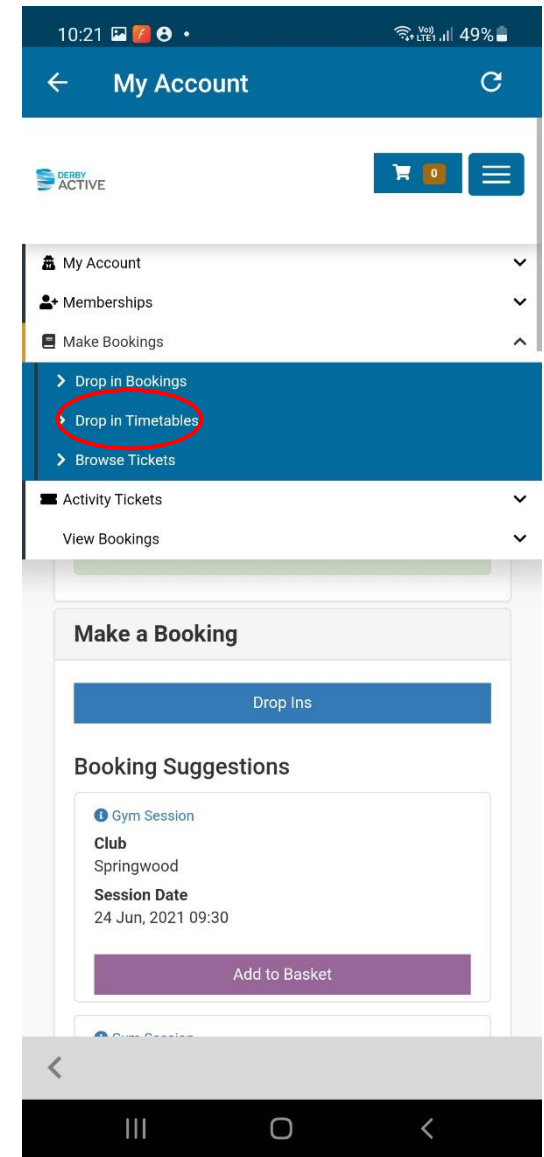 10:21 49%
My Account
DERBY
ACTIVE
0
My Account
Memberships
Make Bookings
Drop in Bookings
Drop in Timetables
Browse Tickets
Activity Tickets
View Bookings
Make a Booking
Drop Ins
Booking Suggestions
Gym Session
Club
Springwood
Session Date
24 Jun, 2021 09:30
Add to Basket